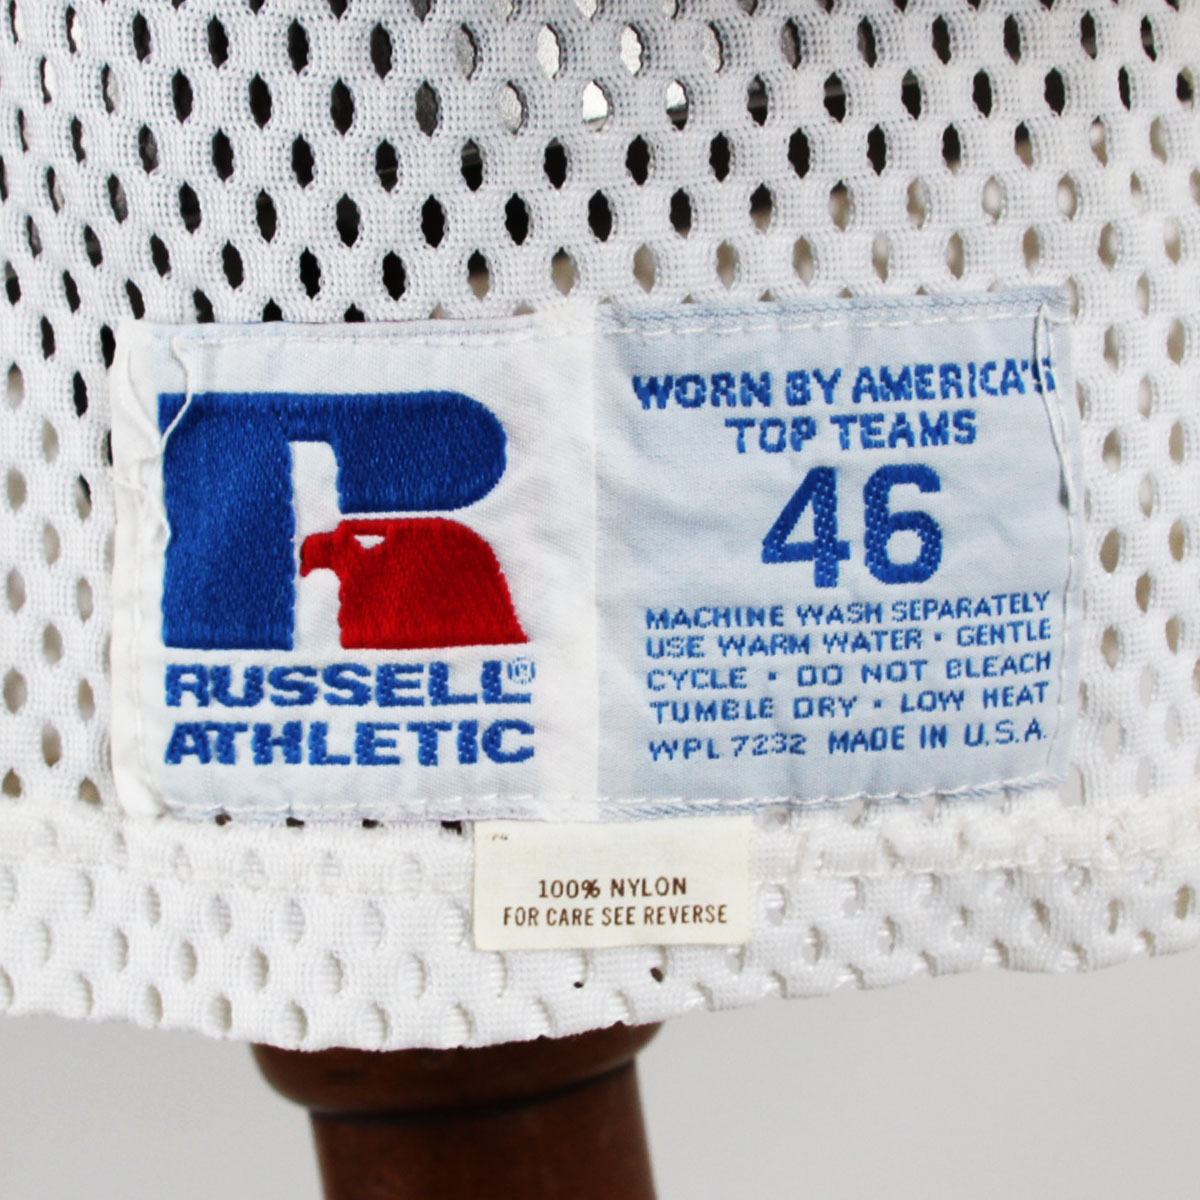 RUSSELL®
ATHLETIC
WORN BY AMERICA'S
TOP TEAMS
46
MACHINE WASH SEPARATELY
USE WARM WATER · GENTLE
CYCLE · DO NOT BLEACH
TUMBLE DRY · LOW HEAT
WPL 7232 MADE IN U.S.A.
100% NYLON
FOR CARE SEE REVERSE